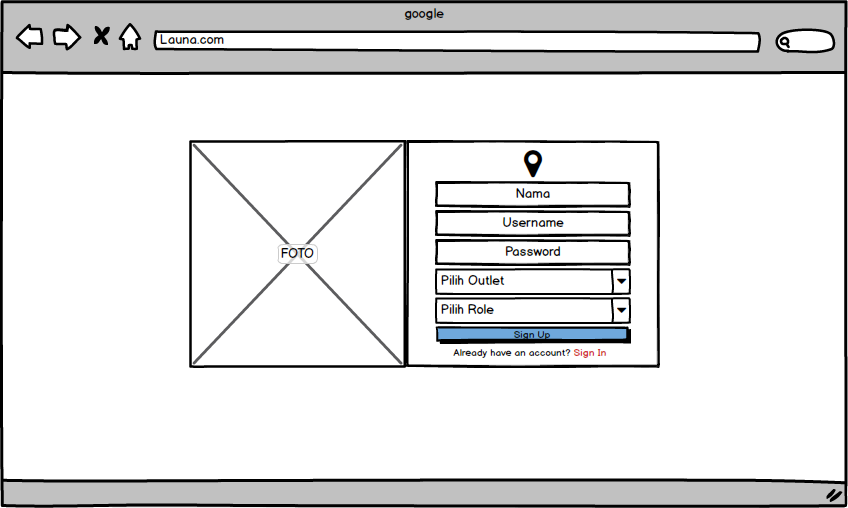 google
Launa.com
FOTO
Nama
Username
Password
Pilih Outlet
Pilih Role
Sign Up
Already have an account? Sign In